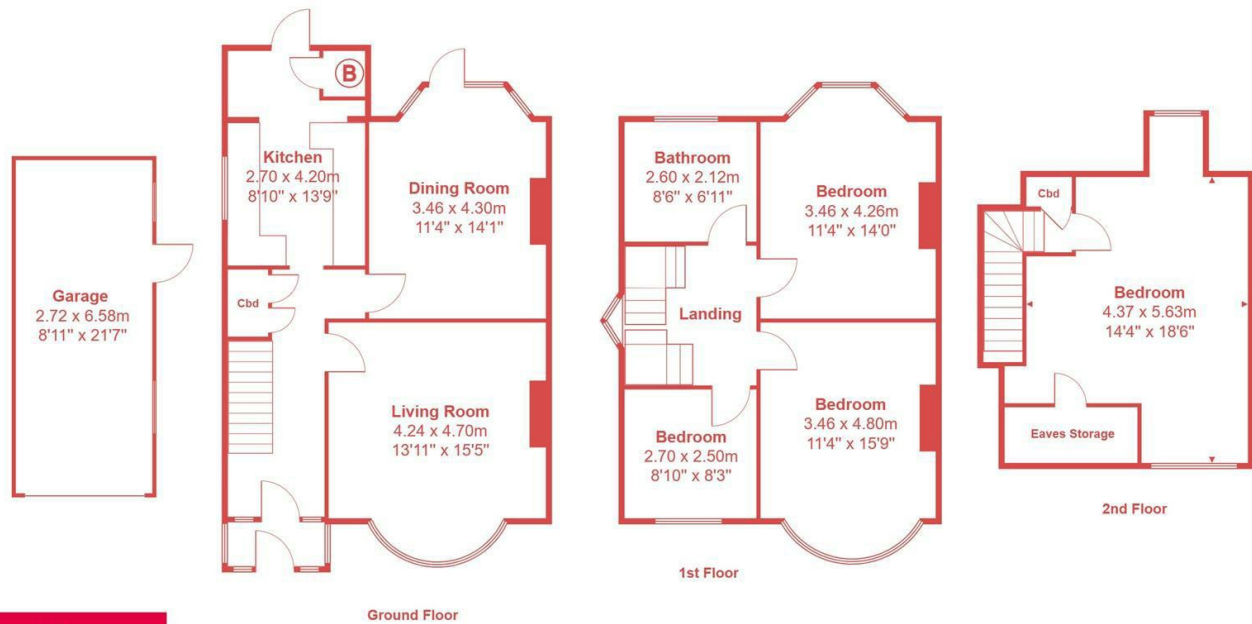 Garage
2.72 x 6.58m
8'11" x 21'7"
B
Kitchen
2.70 x 4.20m
8'10" x 13'9"
Dining Room
3.46 x 4.30m
11'4" x 14'1"
Cbd
Living Room
4.24 x 4.70m
13'11" x 15'5"
Ground Floor
Bathroom
2.60 x 2.12m
8'6" x 6'11"
Bedroom
3.46 x 4.26m
11'4" x 14'0"
Landing
Bedroom
2.70 x 2.50m
8'10" x 8'3"
Bedroom
3.46 x 4.80m
11'4" x 15'9"
1st Floor
Cbd
Bedroom
4.37 x 5.63m
14'4" x 18'6"
Eaves Storage
2nd Floor